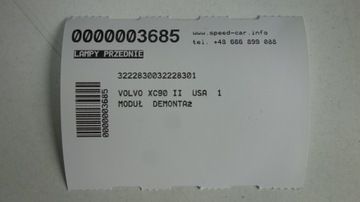 0000003685
www.speed-car.info
tel. +48 666 899 088
LAMPY PRZEDNIE
3222830032228301
VOLVO XC90 II USA 1
MODUŁ DEMONTAż
0000003685